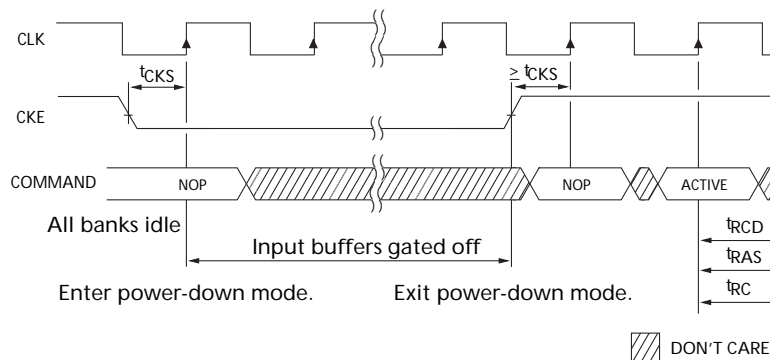 CLK
tCKS
≥ tCKS
CKE
COMMAND
NOP
NOP
ACTIVE
All banks idle
Input buffers gated off
tRCD
tRAS
tRC
Enter power-down mode.
Exit power-down mode.
DON'T CARE